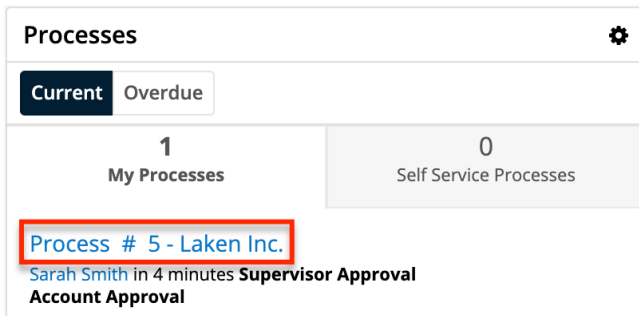 Processes
Current Overdue
1 0
My Processes Self Service Processes
Process # 5 - Laken Inc.
Sarah Smith in 4 minutes Supervisor Approval
Account Approval